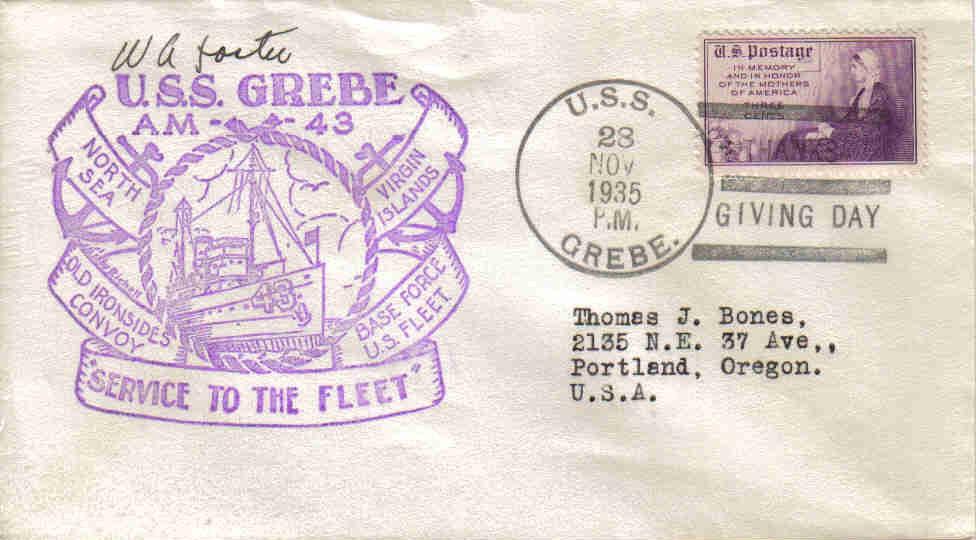 W A Foster
U.S.S. GREBE
AM - 43
NORTH
SEA
VIRGIN
ISLANDS
OLD IRONSIDES
CONVOY
BASE FORCE
U.S. FLEET
43
"SERVICE TO THE FLEET"
U.S. Postage
IN MEMORY
AND IN HONOR
OF THE MOTHERS
OF AMERICA
THREE
CENTS
U.S.S.
28
NOV
1935
P.M.
GREBE.
GIVING DAY
Thomas J. Bones,
2135 N.E. 37 Ave,,
Portland, Oregon.
U.S.A.